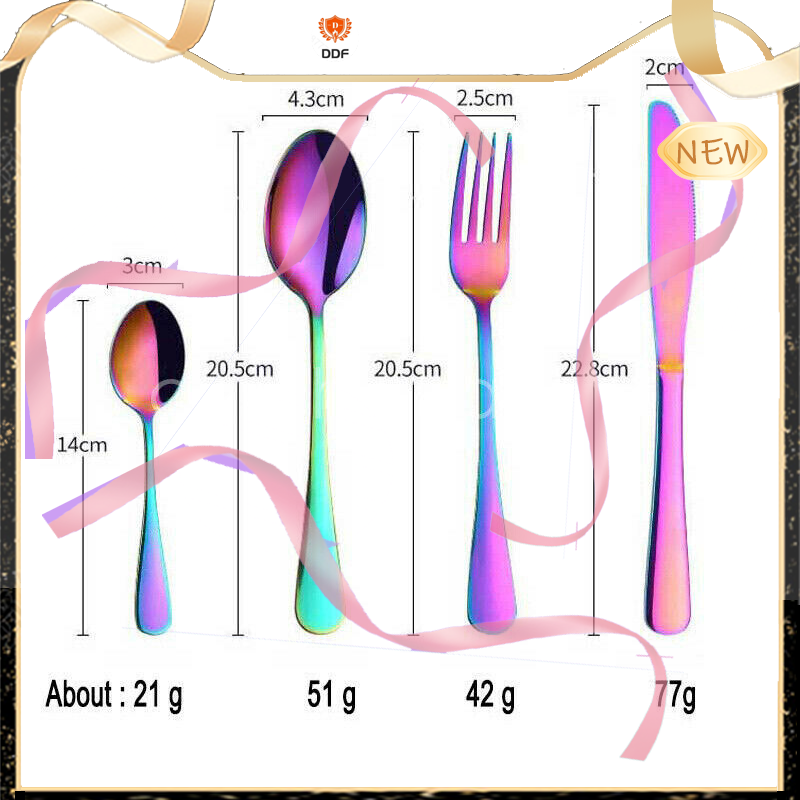 DDF
NEW
4.3cm
2.5cm
2cm
3cm
20.5cm
20.5cm
22.8cm
14cm
About : 21 g
51 g
42 g
77g